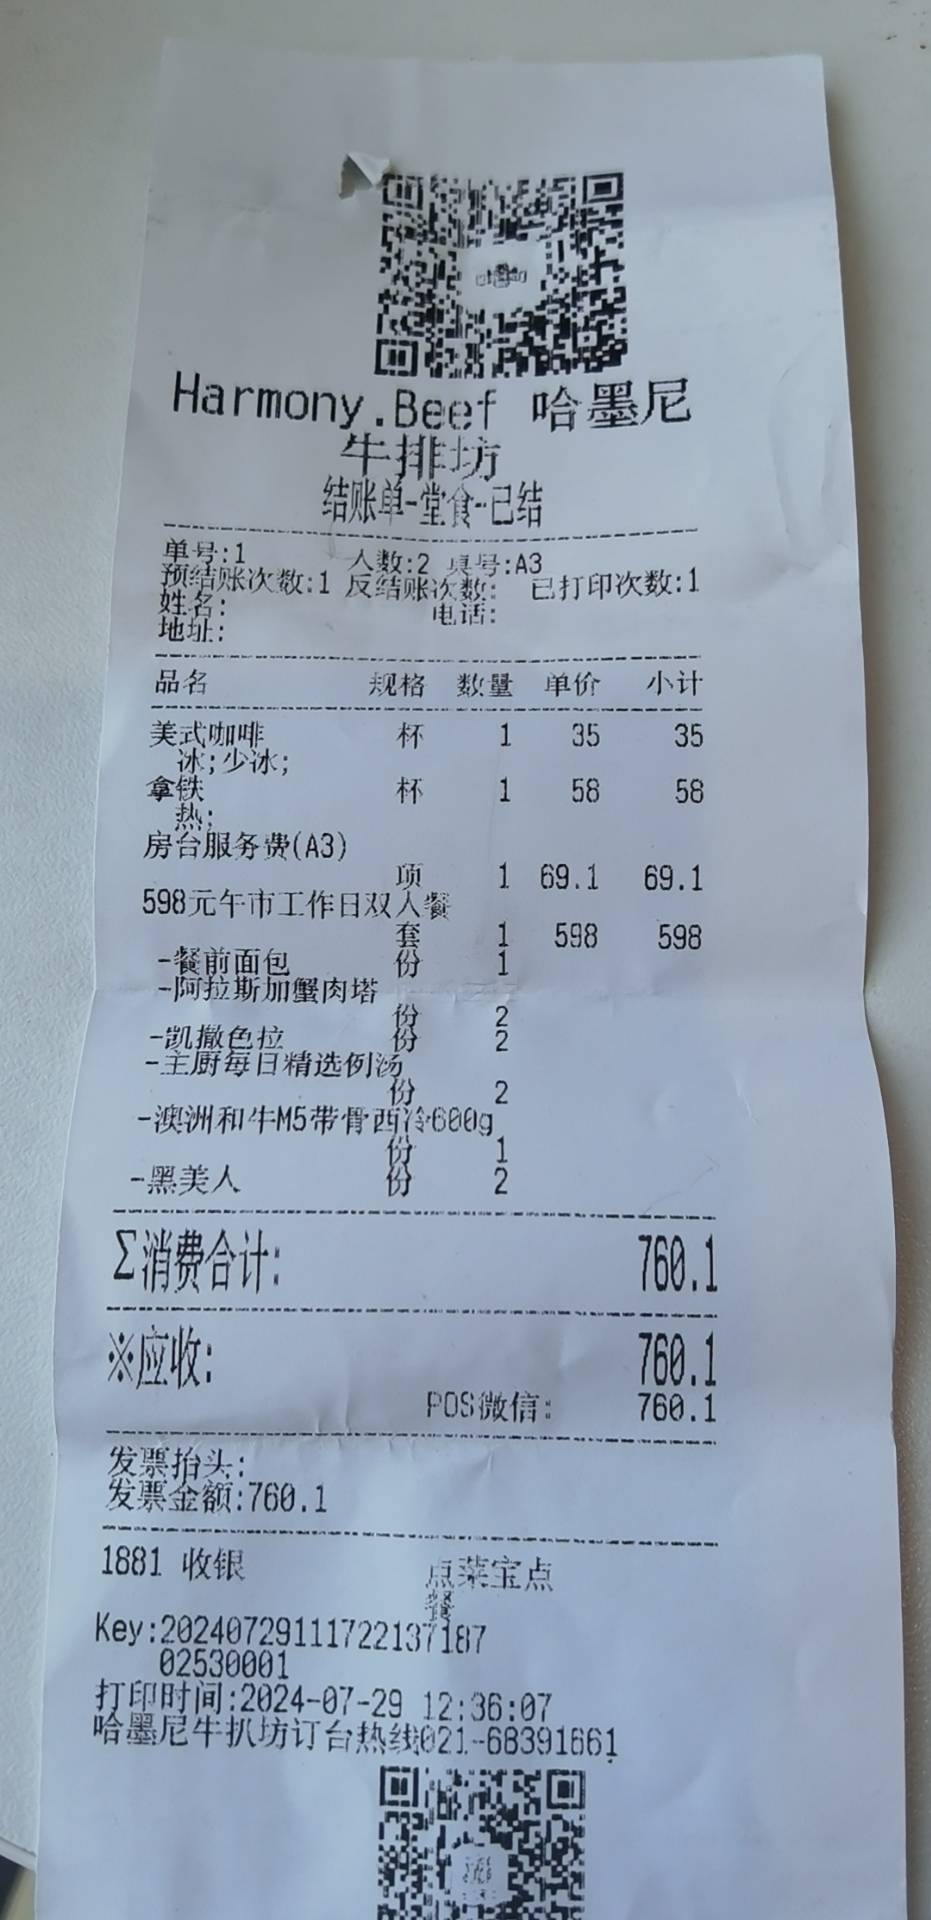 Harmony.Beef 哈墨尼
牛排坊
结账单-堂食-已结
单号:1 人数:2 桌号:A3
预结账次数:1 反结账次数: 已打印次数:1
姓名: 电话:
地址:
品名 规格 数量 单价 小计
美式咖啡 杯 1 35 35
冰;少冰;
拿铁 杯 1 58 58
热;
房台服务费(A3)
项 1 69.1 69.1
598元午市工作日双人餐
套 1 598 598
-餐前面包 份 1
-阿拉斯加蟹肉塔
份 2
-凯撒色拉 份 2
-主厨每日精选例汤
份 2
-澳洲和牛M5带骨西冷600g
份 1
-黑美人 份 2
Σ消费合计: 760.1
※应收: 760.1
POS微信: 760.1
发票抬头:
发票金额:760.1
1881 收银 点菜宝点
餐
Key:20240729111722137187
02530001
打印时间:2024-07-29 12:36:07
哈墨尼牛扒坊订台热线021-68391661